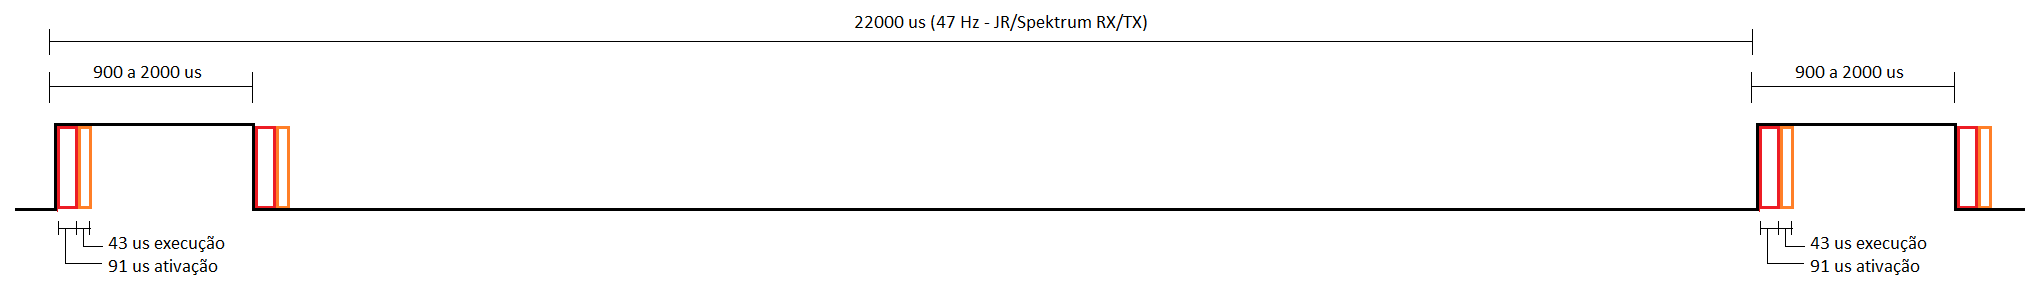 22000 us (47 Hz - JR/Spektrum RX/TX)
900 a 2000 us
900 a 2000 us
43 us execução
91 us ativação
43 us execução
91 us ativação